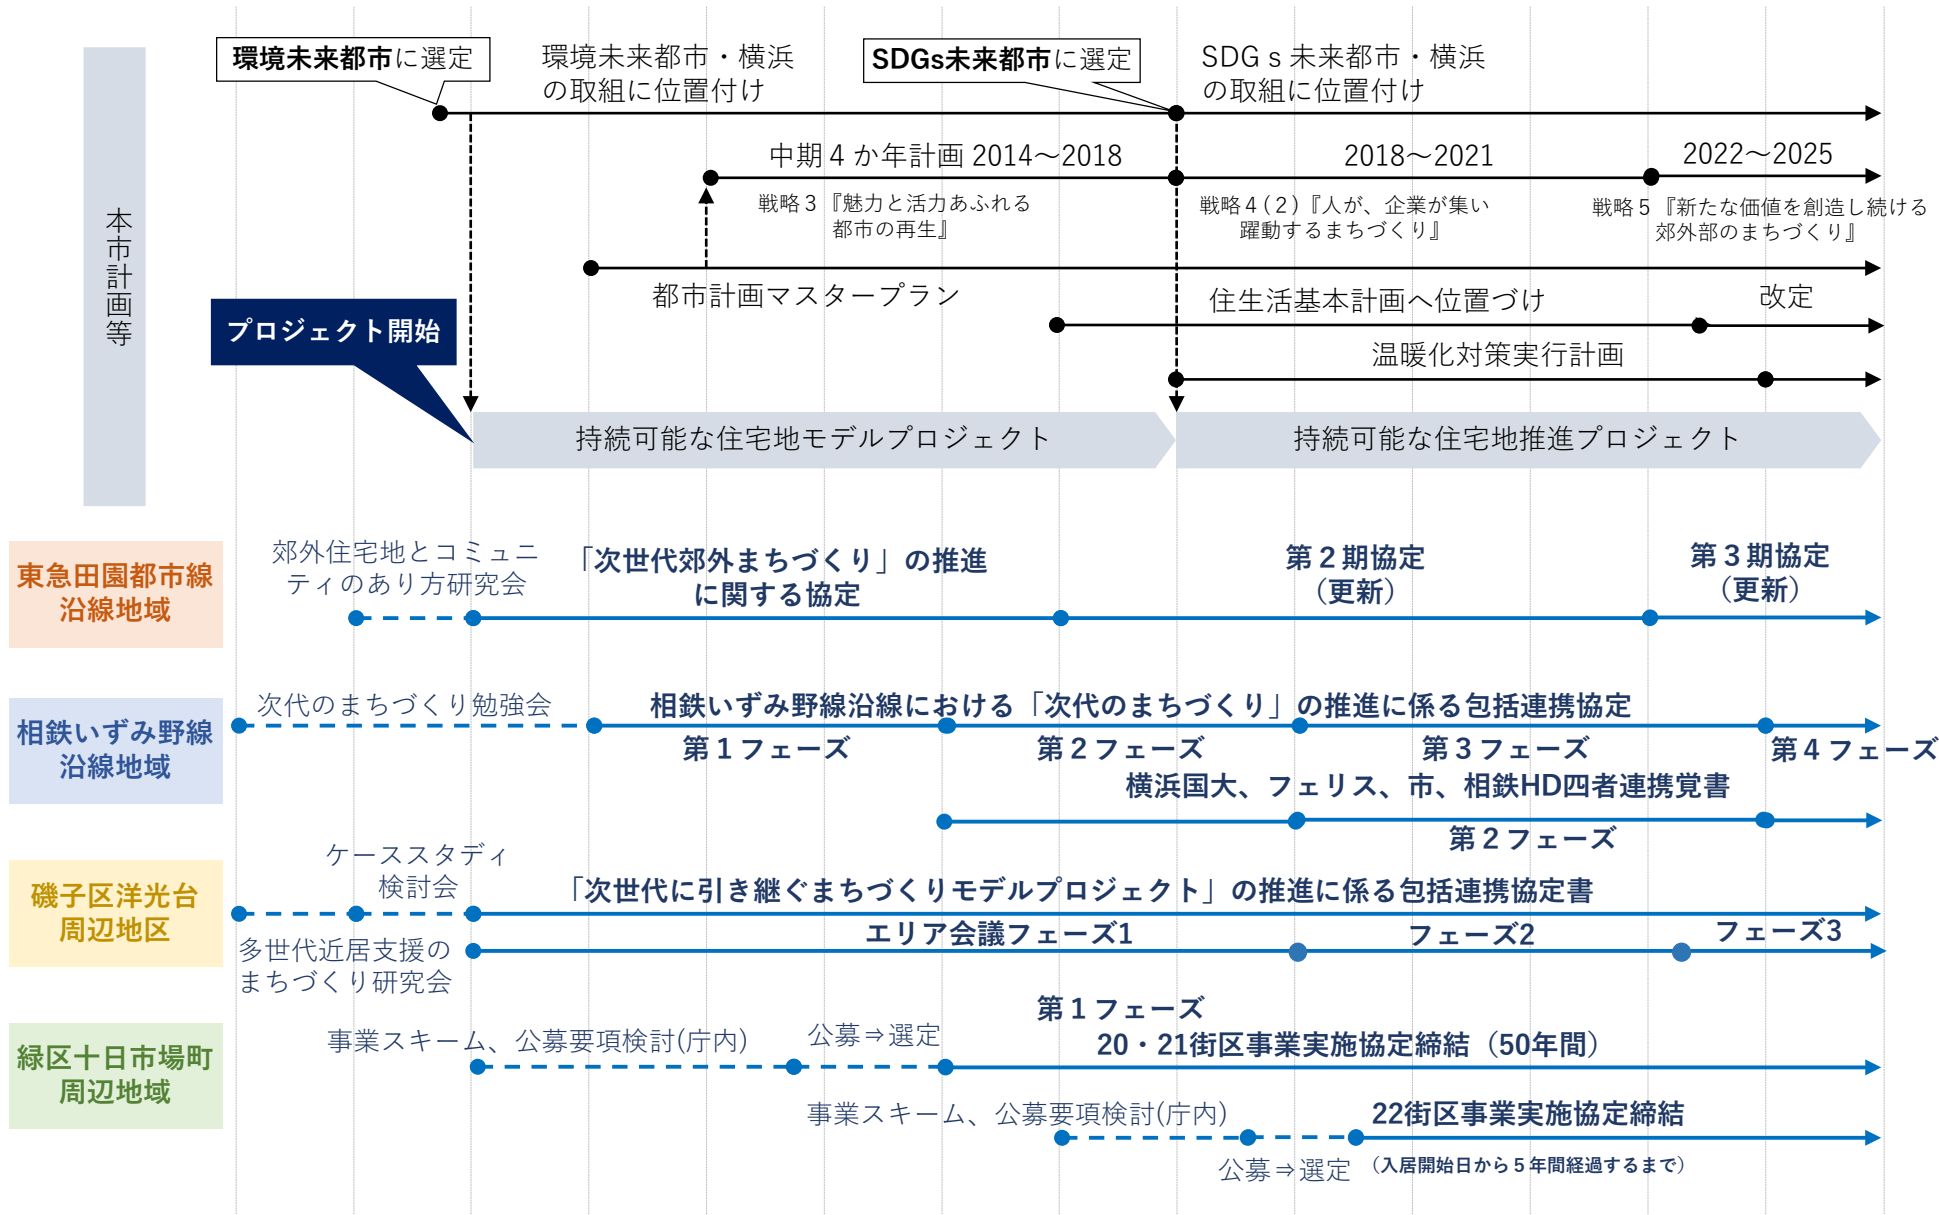 環境未来都市に選定
環境未来都市・横浜
の取組に位置付け
SDGs未来都市に選定
SDGｓ未来都市・横浜
の取組に位置付け
中期４か年計画 2014～2018
2018～2021
2022～2025
戦略３『魅力と活力あふれる
都市の再生』
戦略４(２)『人が、企業が集い
躍動するまちづくり』
戦略５『新たな価値を創造し続ける
郊外部のまちづくり』
本市計画等
都市計画マスタープラン
住生活基本計画へ位置づけ
改定
プロジェクト開始
温暖化対策実行計画
持続可能な住宅地モデルプロジェクト
持続可能な住宅地推進プロジェクト
東急田園都市線
沿線地域
郊外住宅地とコミュニ
ティのあり方研究会
「次世代郊外まちづくり」の推進
に関する協定
第２期協定
（更新）
第３期協定
（更新）
相鉄いずみ野線
沿線地域
次代のまちづくり勉強会
相鉄いずみ野線沿線における「次代のまちづくり」の推進に係る包括連携協定
第１フェーズ
第２フェーズ
第３フェーズ
第４フェーズ
横浜国大、フェリス、市、相鉄HD四者連携覚書
第２フェーズ
磯子区洋光台
周辺地区
ケーススタディ
検討会
「次世代に引き継ぐまちづくりモデルプロジェクト」の推進に係る包括連携協定書
エリア会議フェーズ1
フェーズ2
フェーズ3
多世代近居支援の
まちづくり研究会
緑区十日市場町
周辺地域
第１フェーズ
事業スキーム、公募要項検討(庁内)
公募⇒選定
20・21街区事業実施協定締結（50年間）
事業スキーム、公募要項検討(庁内)
22街区事業実施協定締結
公募⇒選定
（入居開始日から５年間経過するまで）